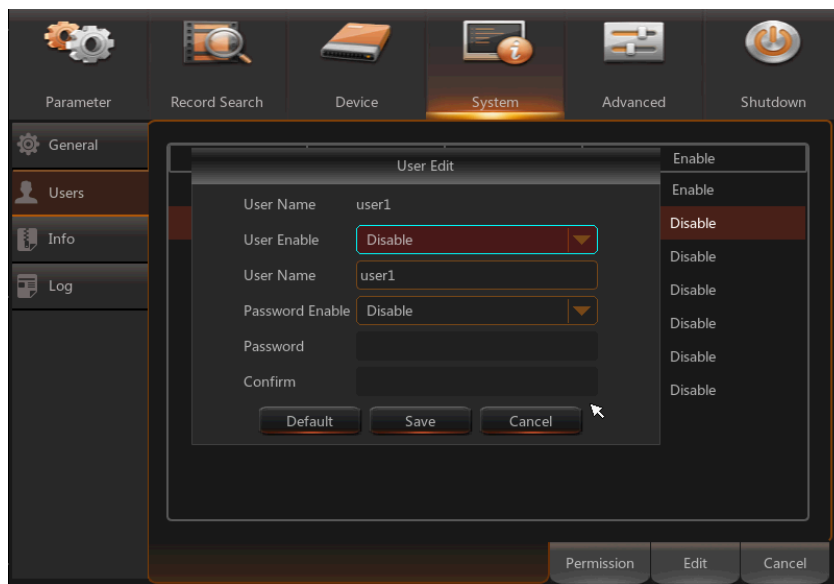 Parameter Record Search Device System Advanced Shutdown
General
Users
Info
Log
User Edit
User Name user1
User Enable Disable
User Name user1
Password Enable Disable
Password
Confirm
Default Save Cancel
Enable
Enable
Disable
Disable
Disable
Disable
Disable
Disable
Permission Edit Cancel